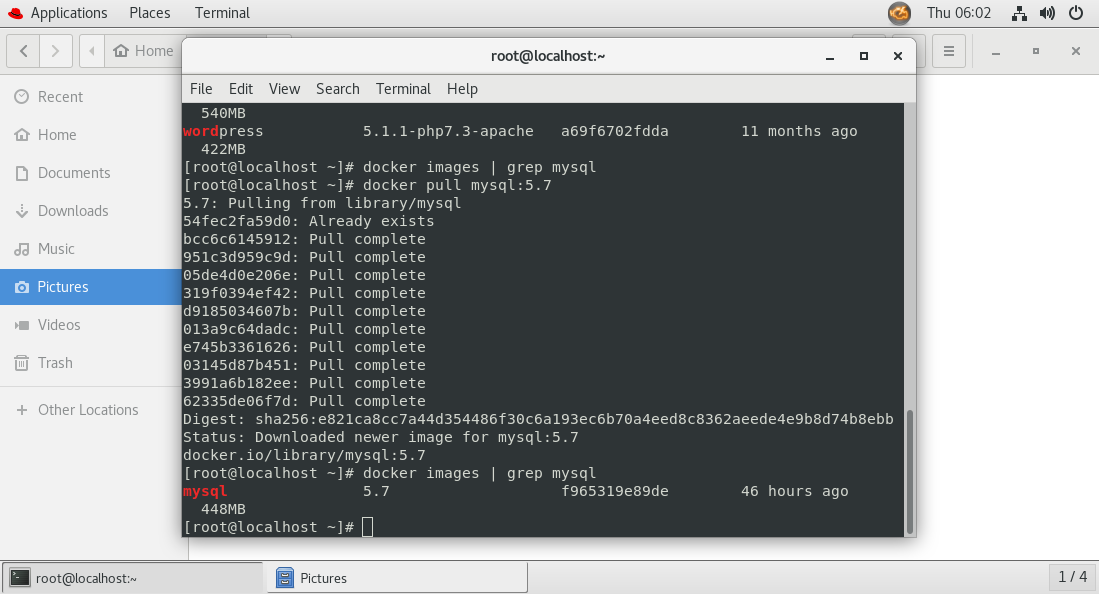 Applications Places Terminal Thu 06:02
Home
root@localhost:~
File Edit View Search Terminal Help
Recent
Home
Documents
Downloads
Music
Pictures
Videos
Trash
Other Locations
540MB
wordpress 5.1.1-php7.3-apache a69f6702fdda 11 months ago
422MB
[root@localhost ~]# docker images | grep mysql
[root@localhost ~]# docker pull mysql:5.7
5.7: Pulling from library/mysql
54fec2fa59d0: Already exists
bcc6c6145912: Pull complete
951c3d959c9d: Pull complete
05de4d0e206e: Pull complete
319f0394ef42: Pull complete
d9185034607b: Pull complete
013a9c64dadc: Pull complete
e745b3361626: Pull complete
03145d87b451: Pull complete
3991a6b182ee: Pull complete
62335de06f7d: Pull complete
Digest: sha256:e821ca8cc7a44d354486f30c6a193ec6b70a4eed8c8362aeede4e9b8d74b8ebb
Status: Downloaded newer image for mysql:5.7
docker.io/library/mysql:5.7
[root@localhost ~]# docker images | grep mysql
mysql 5.7 f965319e89de 46 hours ago
448MB
[root@localhost ~]#
root@localhost:~ Pictures 1 / 4